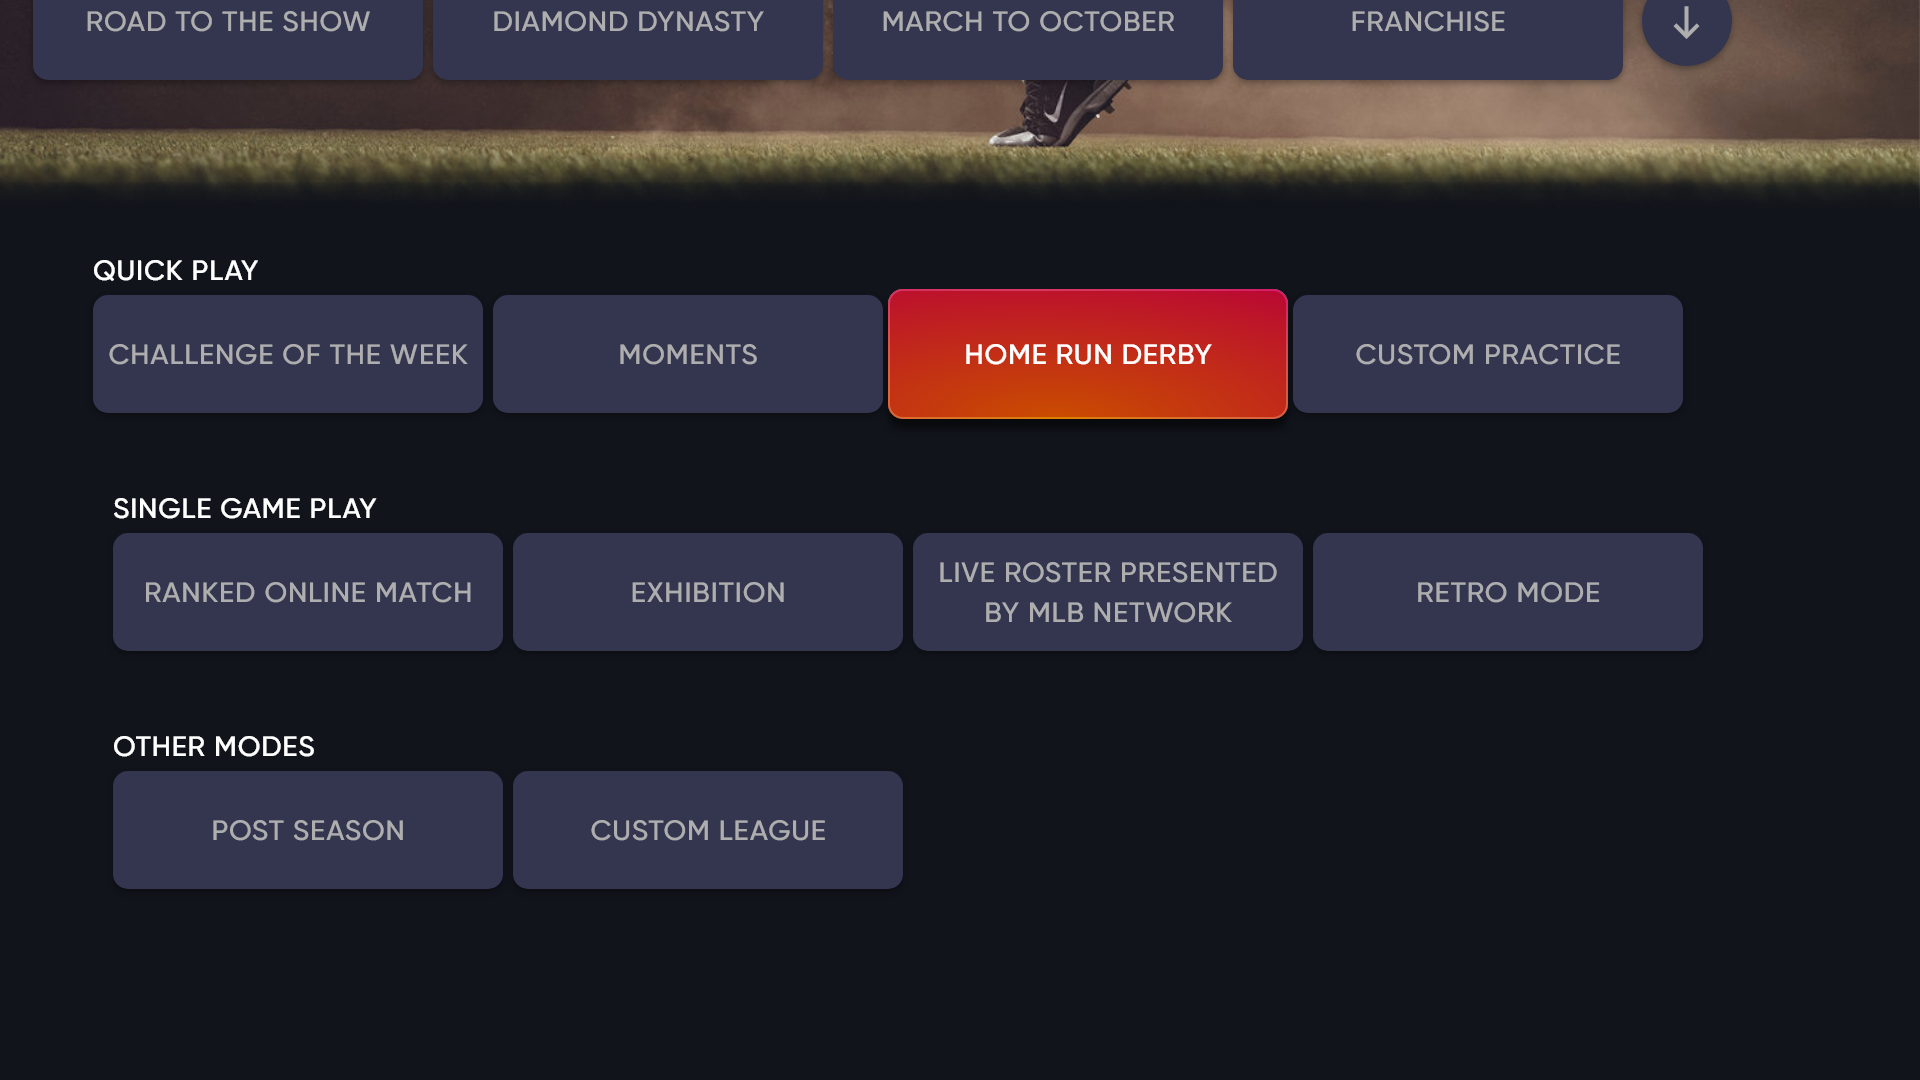 ROAD TO THE SHOW
DIAMOND DYNASTY
MARCH TO OCTOBER
FRANCHISE
QUICK PLAY
CHALLENGE OF THE WEEK
MOMENTS
HOME RUN DERBY
CUSTOM PRACTICE
SINGLE GAME PLAY
RANKED ONLINE MATCH
EXHIBITION
LIVE ROSTER PRESENTED
BY MLB NETWORK
RETRO MODE
OTHER MODES
POST SEASON
CUSTOM LEAGUE